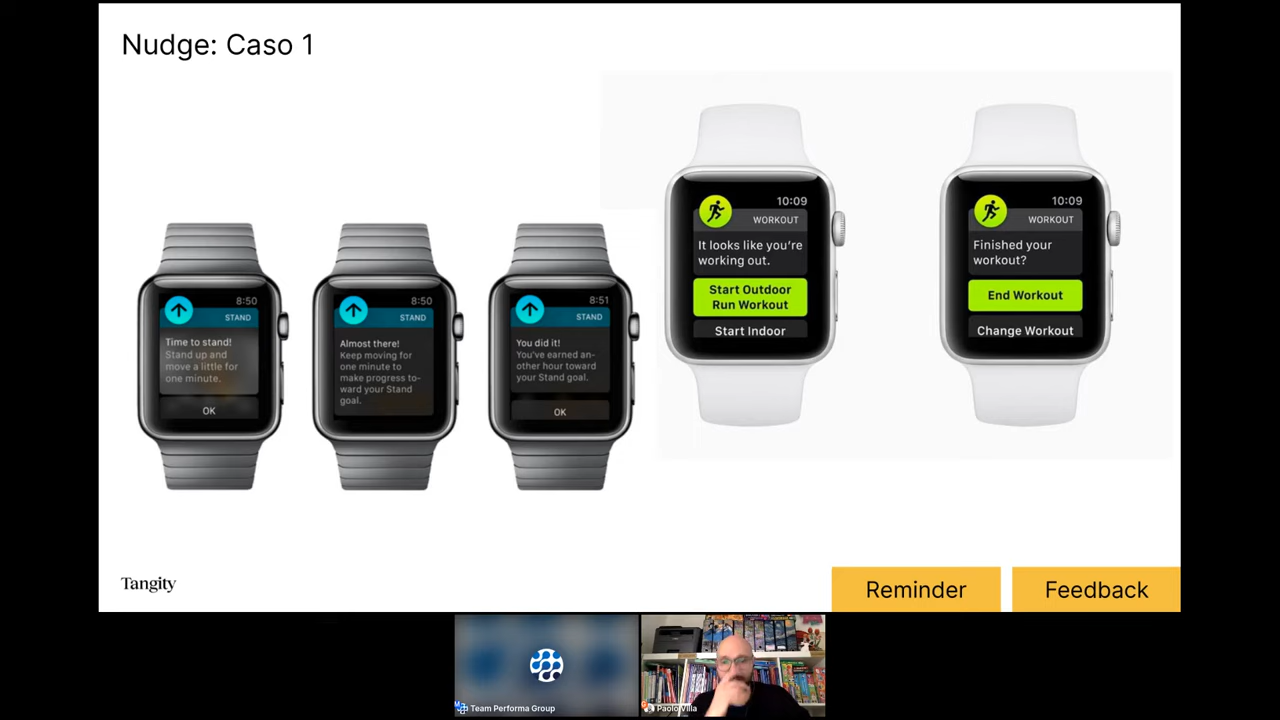 Nudge: Caso 1
8:50
STAND
Time to stand!
Stand up and
move a little for
one minute.
OK
8:50
STAND
Almost there!
Keep moving for
one minute to
make progress to-
ward your Stand
goal.
8:51
STAND
You did it!
You've earned an-
other hour toward
your Stand goal.
OK
10:09
WORKOUT
It looks like you're
working out.
Start Outdoor
Run Workout
Start Indoor
10:09
WORKOUT
Finished your
workout?
End Workout
Change Workout
Tangity
Reminder
Feedback
Team Performa Group
Paolo Villa